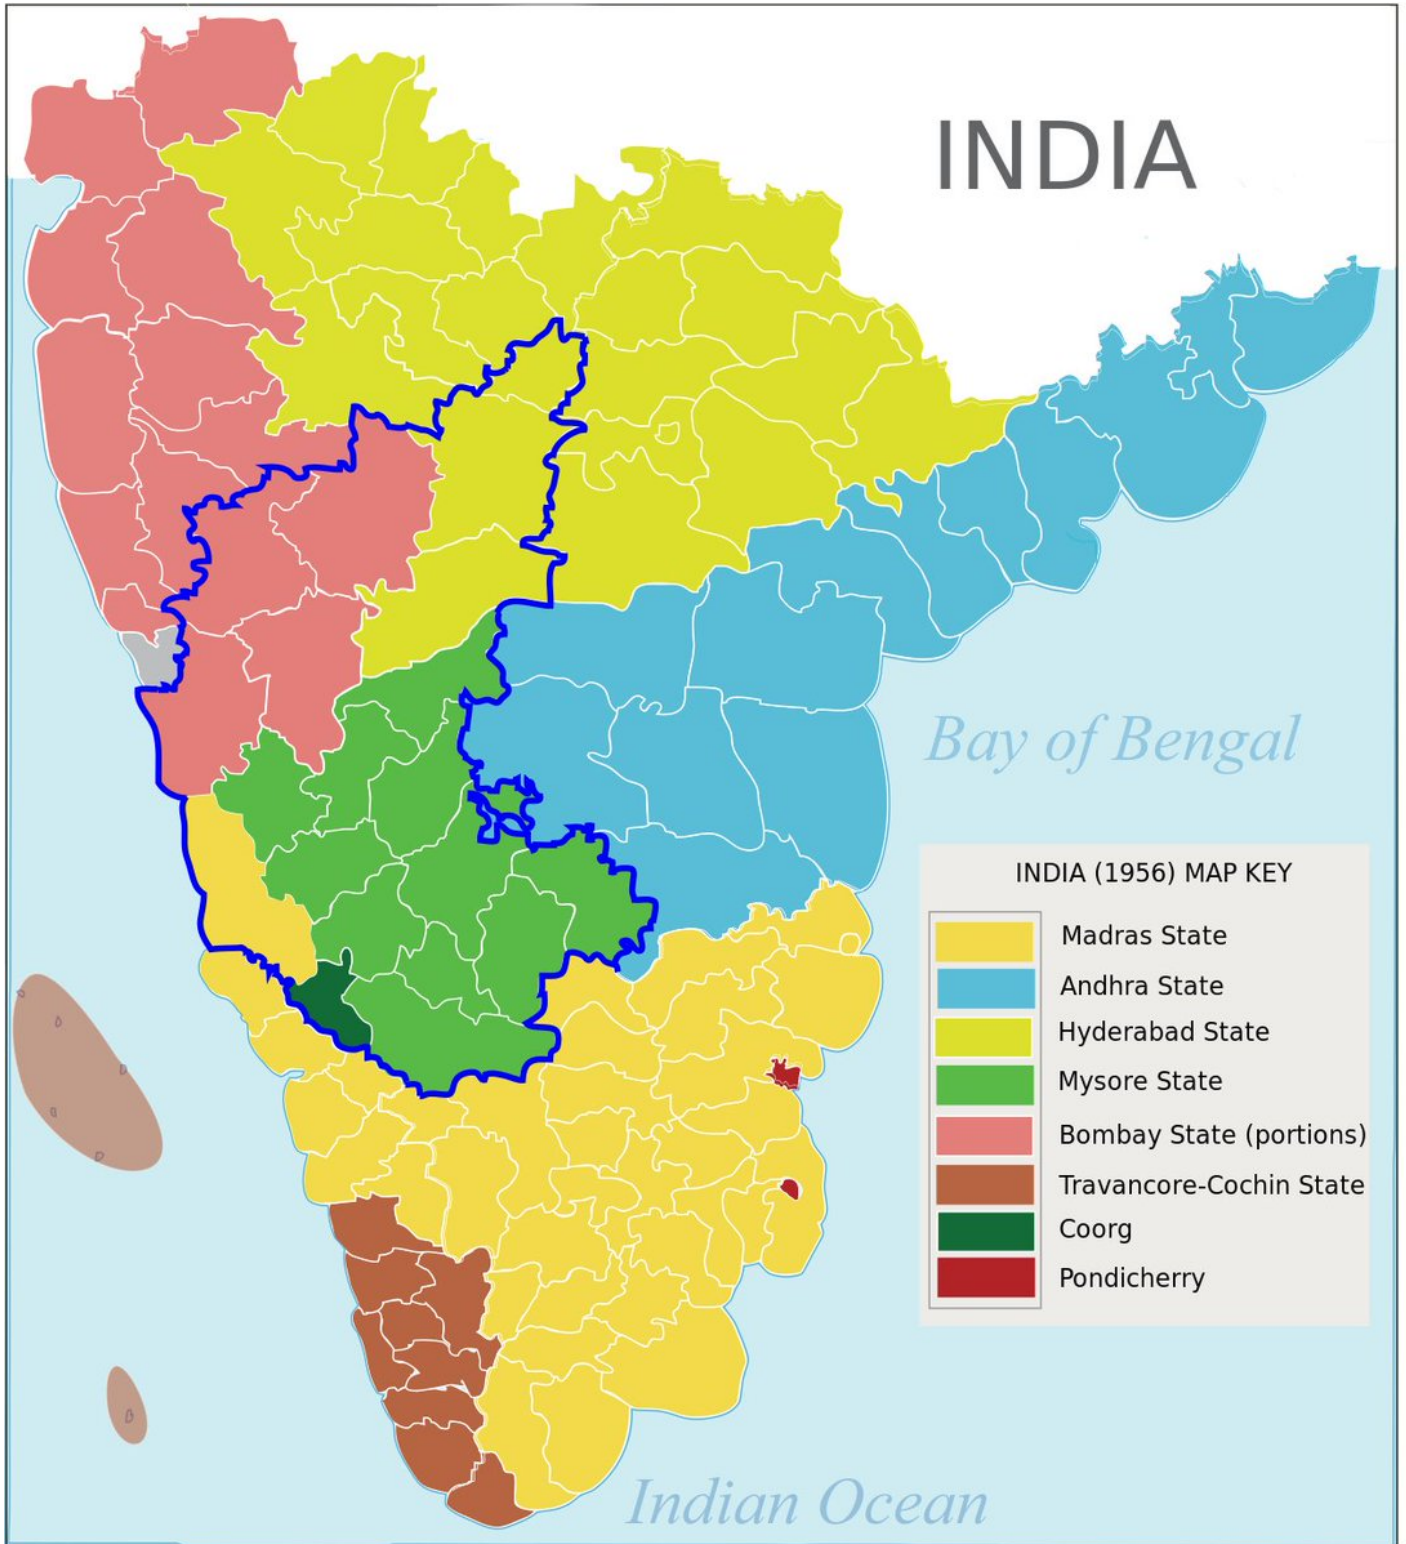 INDIA
Bay of Bengal
INDIA (1956) MAP KEY
Madras State
Andhra State
Hyderabad State
Mysore State
Bombay State (portions)
Travancore-Cochin State
Coorg
Pondicherry
Indian Ocean